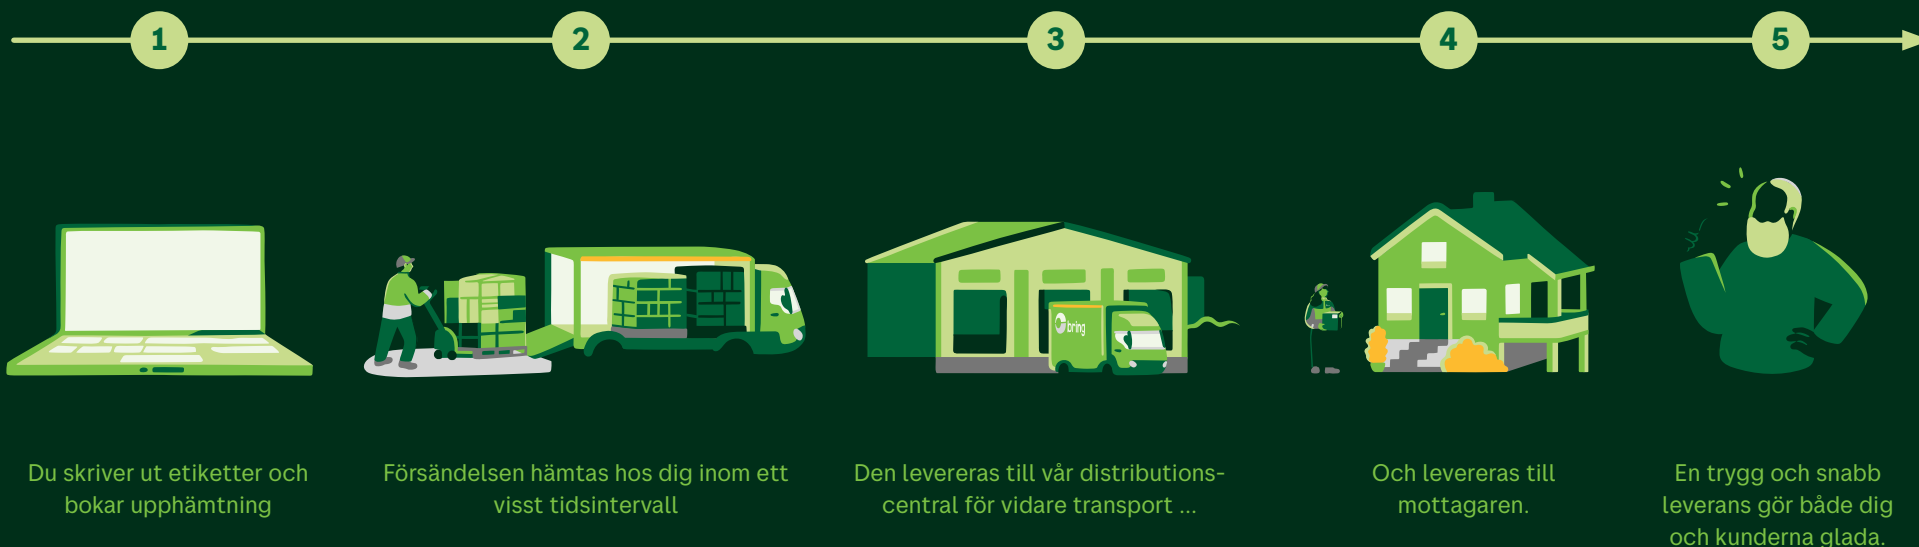 1
2
3
4
5
bring
Du skriver ut etiketter och
bokar upphämtning
Försändelsen hämtas hos dig inom ett
visst tidsintervall
Den levereras till vår distributions-
central för vidare transport ...
Och levereras till
mottagaren.
En trygg och snabb
leverans gör både dig
och kunderna glada.